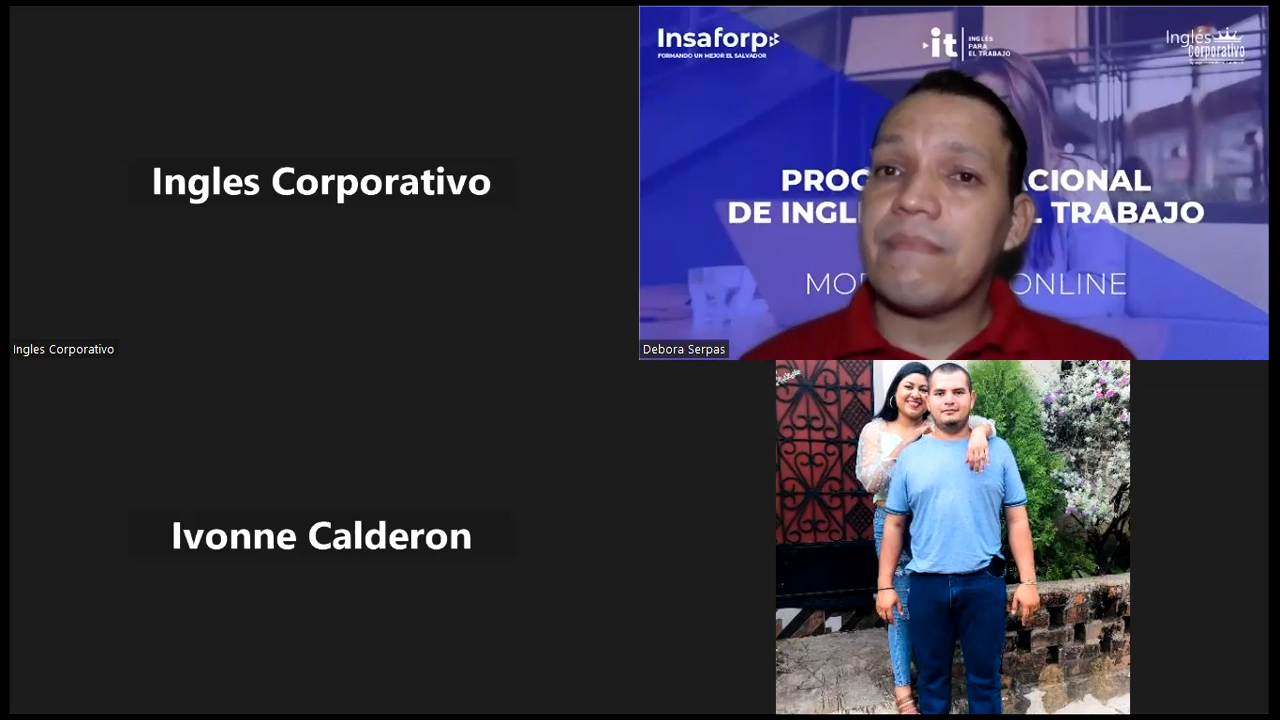 Ingles Corporativo
Ingles Corporativo
Insaforp
FORMANDO UN MEJOR EL SALVADOR
it
INGLÉS
PARA
EL TRABAJO
Inglés
Corporativo
PROG ACIONAL
DE INGL L TRABAJO
MO ONLINE
Debora Serpas
Ivonne Calderon